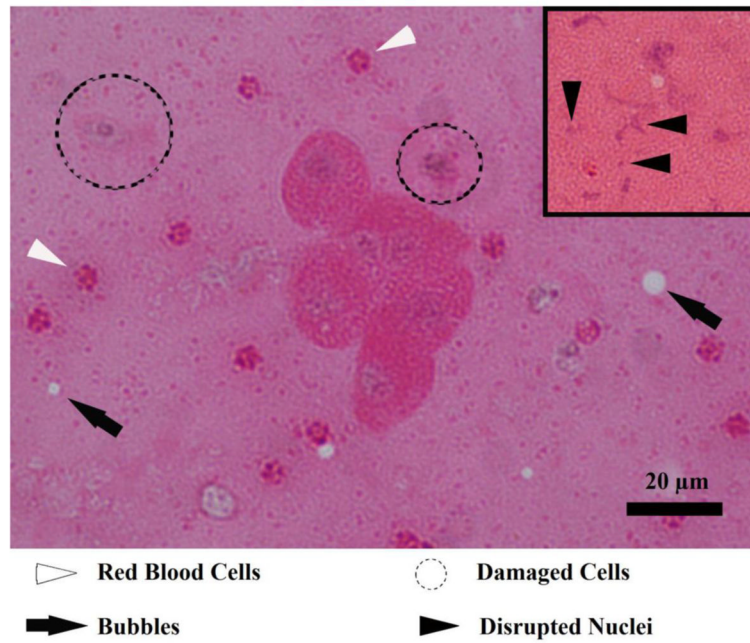 20 µm
Red Blood Cells
Damaged Cells
Bubbles
Disrupted Nuclei